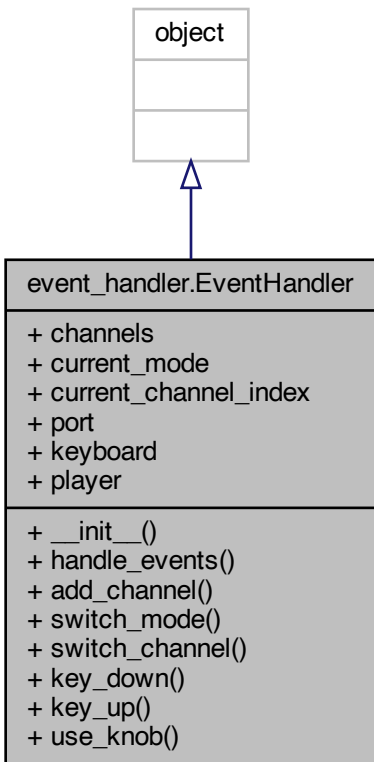 object
event_handler.EventHandler
+ channels
+ current_mode
+ current_channel_index
+ port
+ keyboard
+ player
+ __init__()
+ handle_events()
+ add_channel()
+ switch_mode()
+ switch_channel()
+ key_down()
+ key_up()
+ use_knob()